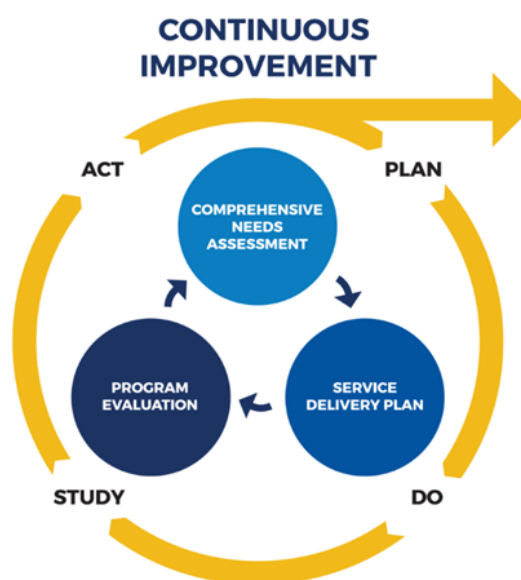 CONTINUOUS
IMPROVEMENT
ACT
PLAN
COMPREHENSIVE
NEEDS
ASSESSMENT
PROGRAM
EVALUATION
SERVICE
DELIVERY PLAN
STUDY
DO